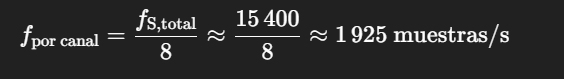 f_por canal = f_S,total / 8 ≈ 15 400 / 8 ≈ 1 925 muestras/s